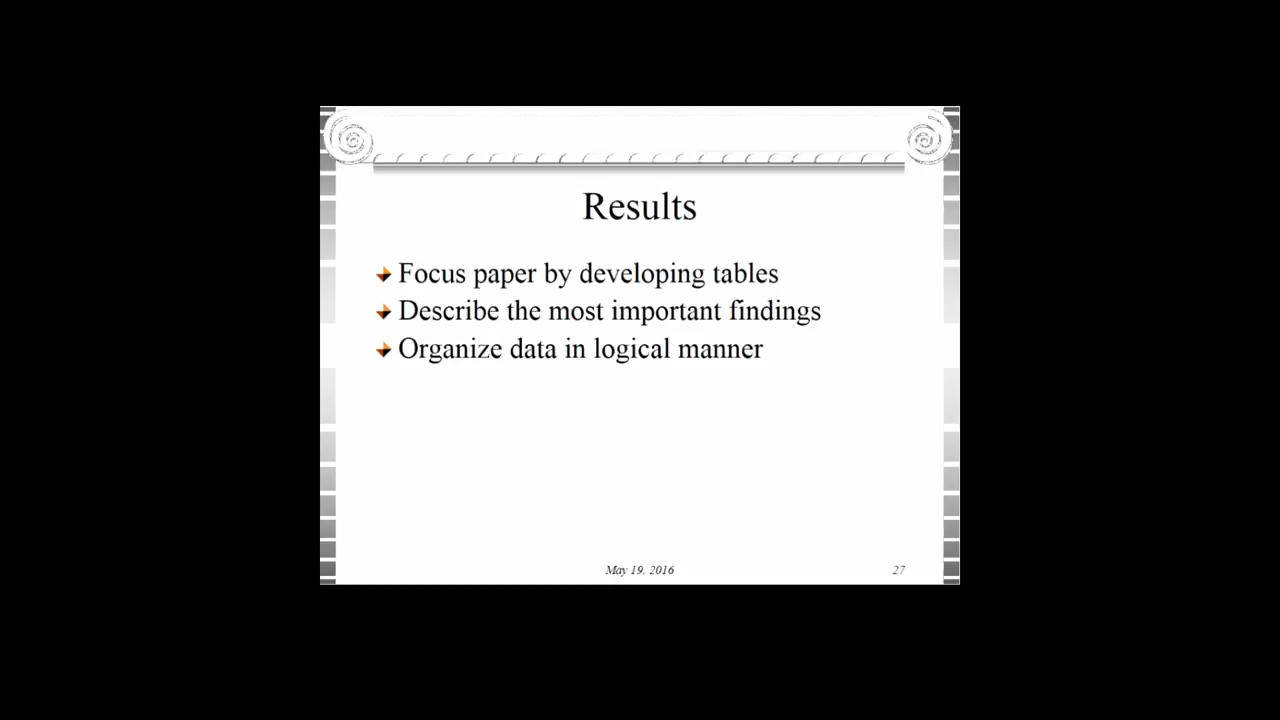 Results
Focus paper by developing tables
Describe the most important findings
Organize data in logical manner
May 19, 2016
27